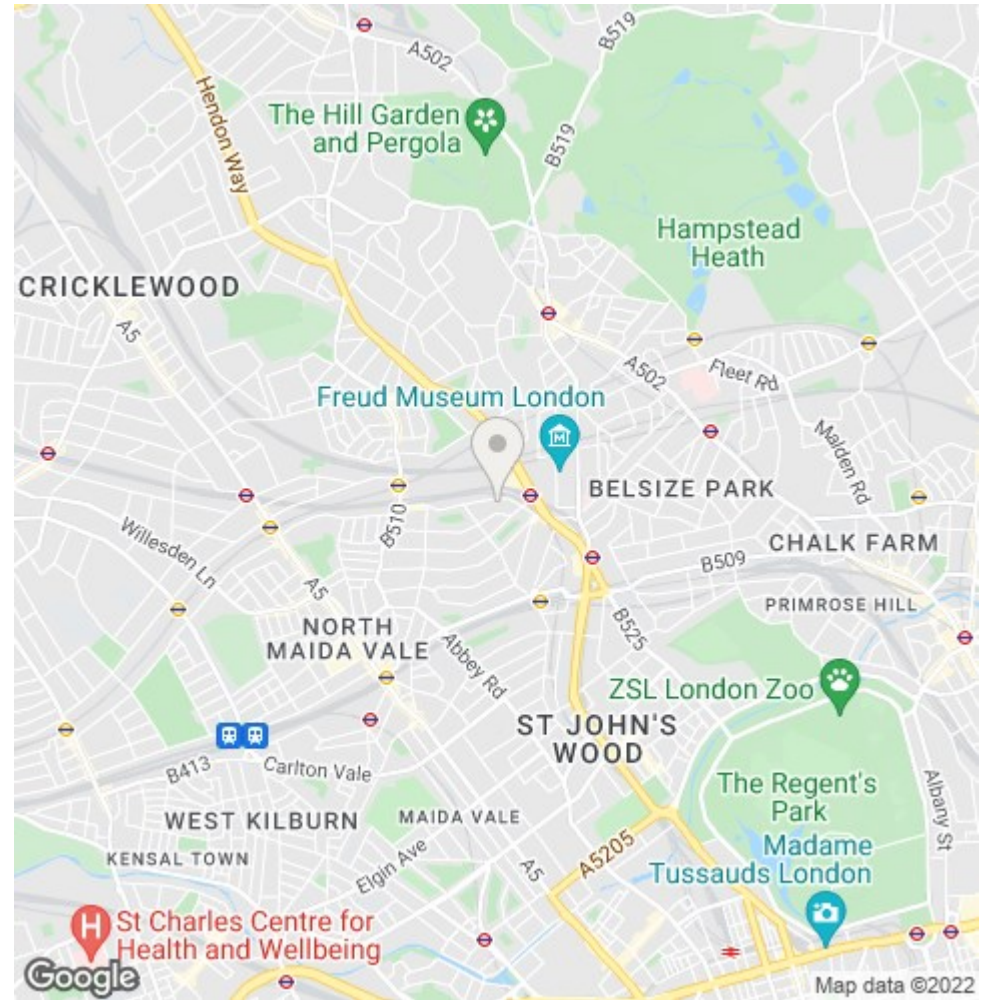 B519
A502
Hendon Way
The Hill Garden
and Pergola
B519
Hampstead
Heath
CRICKLEWOOD
A5
A502
Fleet Rd
Freud Museum London
Malden Rd
BELSIZE PARK
B510
Willesden Ln
CHALK FARM
B509
A5
PRIMROSE HILL
NORTH
MAIDA VALE
B525
Abbey Rd
ZSL London Zoo
ST JOHN'S
WOOD
B413
Carlton Vale
The Regent's
Park
Albany St
WEST KILBURN
MAIDA VALE
Madame
Tussauds London
A5205
KENSAL TOWN
Elgin Ave
A5
H
St Charles Centre for
Health and Wellbeing
Google
Map data ©2022
M